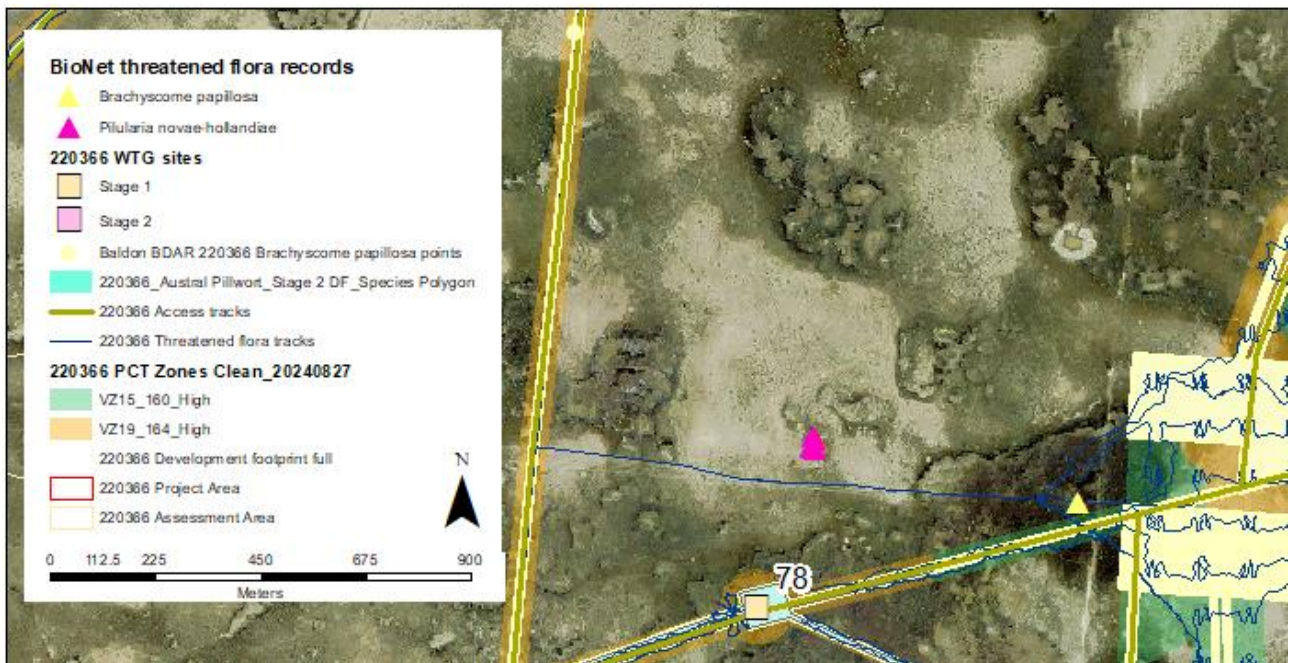 BioNet threatened flora records
Brachyscome papillosa
Pilularia novae-hollandiae
220366 WTG sites
Stage 1
Stage 2
Baldon BDAR 220366 Brachyscome papillosa points
220366_Austral Pillwort_Stage 2 DF_Species Polygon
220366 Access tracks
220366 Threatened flora tracks
220366 PCT Zones Clean_20240827
VZ15_160_High
VZ19_164_High
220366 Development footprint full
220366 Project Area
220366 Assessment Area
N
0 112.5 225 450 675 900
Meters
78